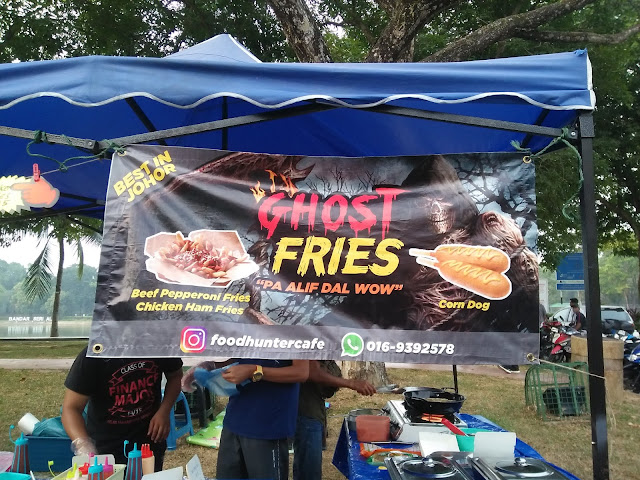 BEST IN
JOHOR
GHOST
FRIES
"PA ALIF DAL WOW"
Beef Pepperoni Fries
Chicken Ham Fries
Corn Dog
foodhuntercafe
016-9392578
CLASS OF
FINANCE
MAJOR